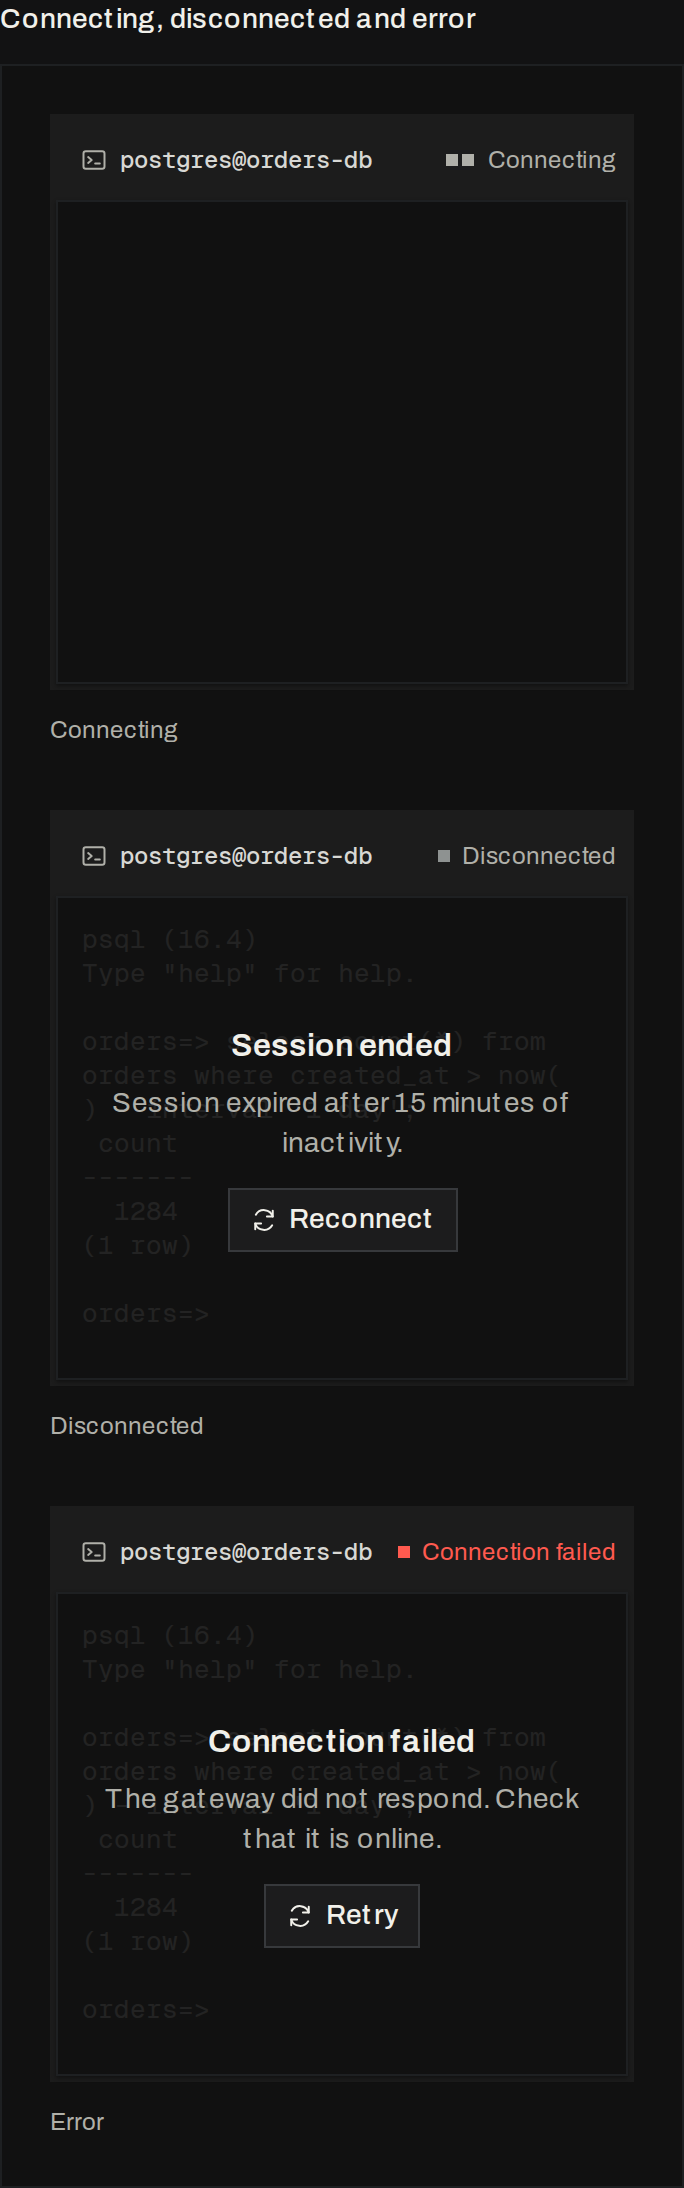 Connecting, disconnected and error
postgres@orders-db
Connecting
Connecting
postgres@orders-db
Disconnected
psql (16.4)
Type "help" for help.
orders=> from
Session ended
orders where created_at > now(
Session expired after 15 minutes of
inactivity.
count
-------
1284
(1 row)
Reconnect
orders=>
Disconnected
postgres@orders-db
Connection failed
psql (16.4)
Type "help" for help.
orders=> from
Connection failed
orders where created_at > now(
The gateway did not respond. Check
that it is online.
count
-------
1284
(1 row)
Retry
orders=>
Error